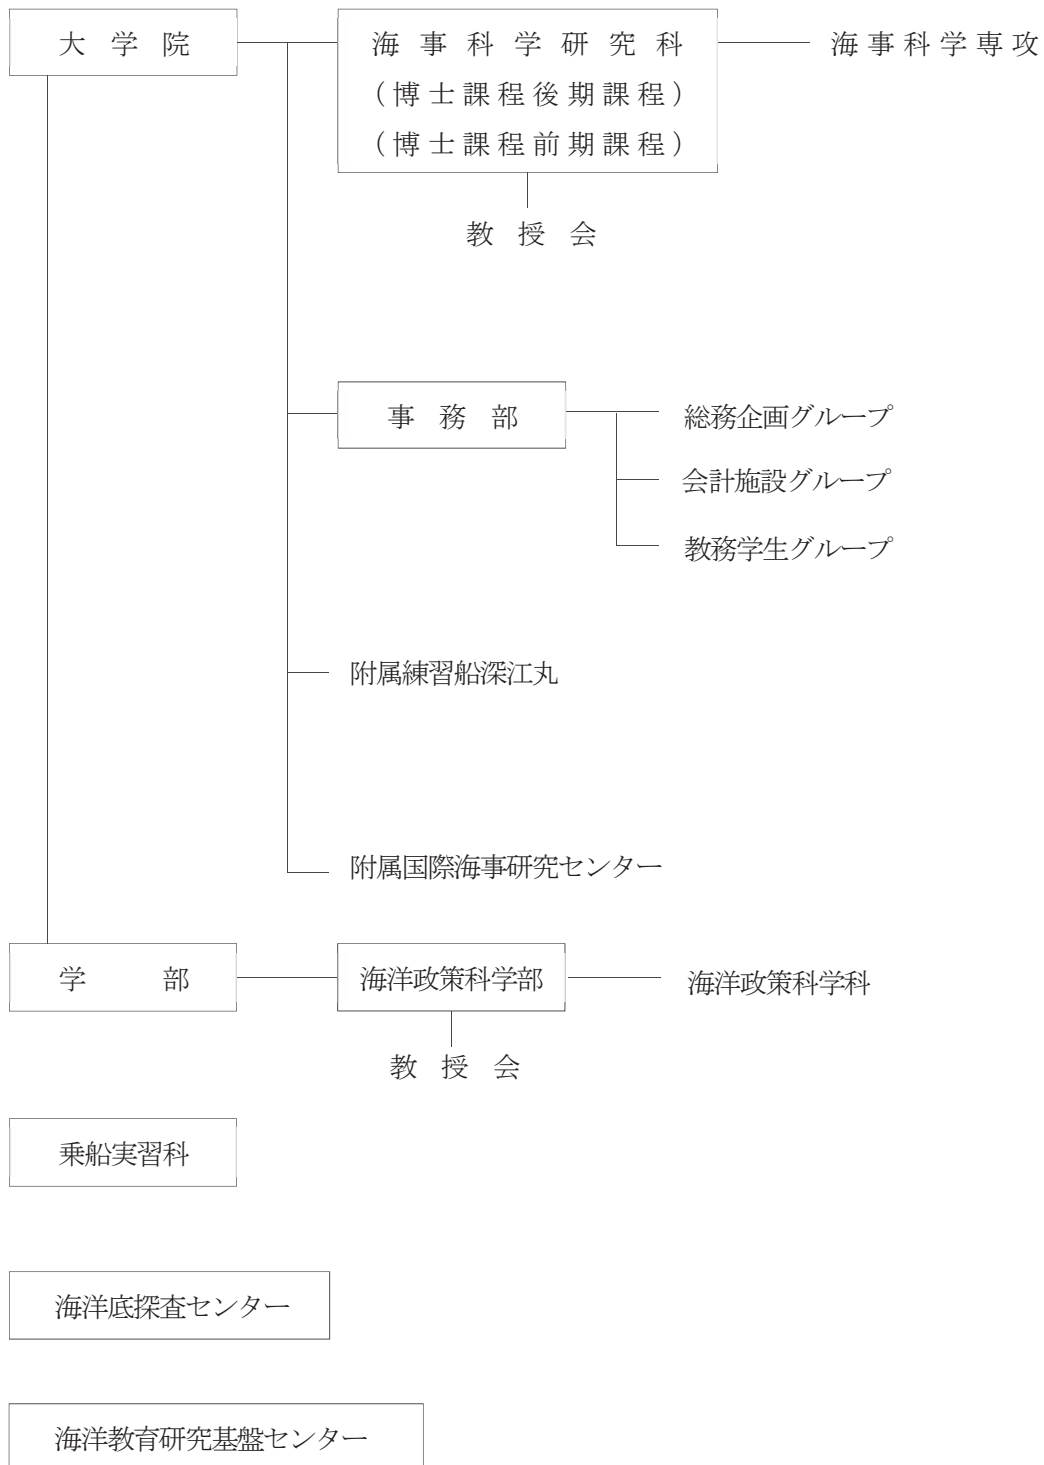 大学院
海事科学研究科
海事科学専攻
（博士課程後期課程）
（博士課程前期課程）
教授会
事務部
総務企画グループ
会計施設グループ
教務学生グループ
附属練習船深江丸
附属国際海事研究センター
学部
海洋政策科学部
海洋政策科学科
教授会
乗船実習科
海洋底探査センター
海洋教育研究基盤センター